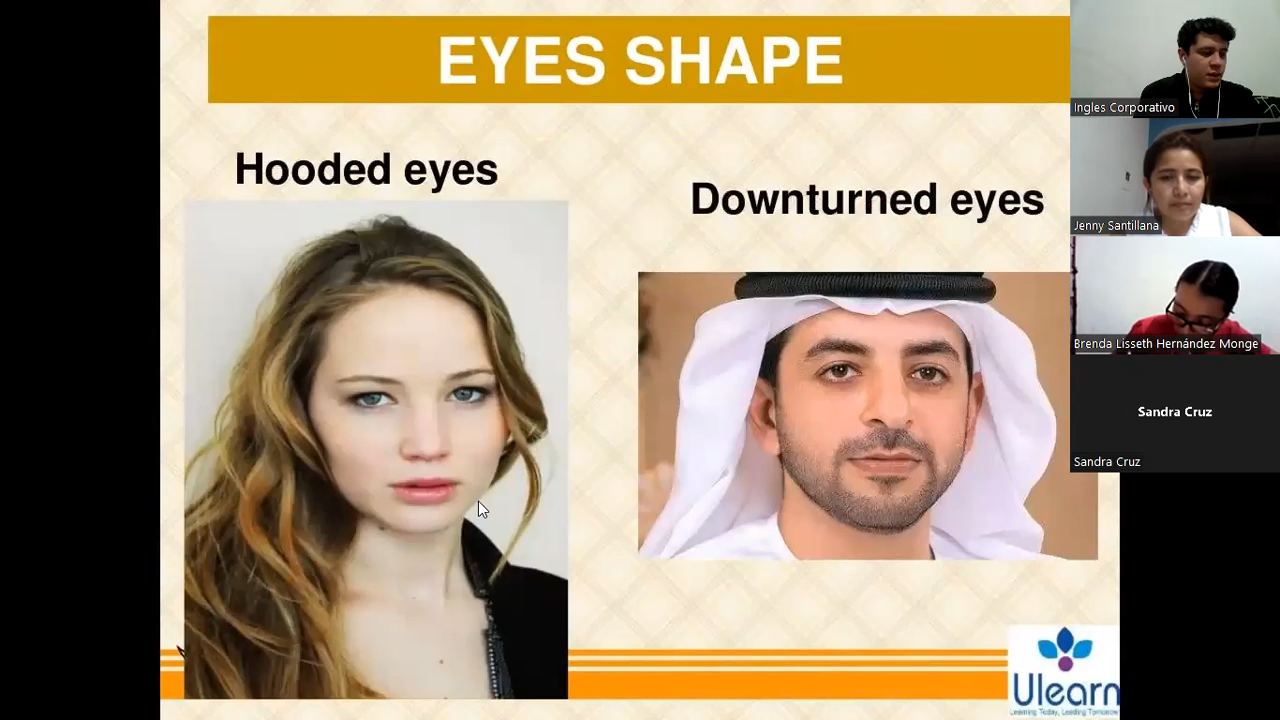 EYES SHAPE
Hooded eyes
Downturned eyes
Ingles Corporativo
Jenny Santillana
Brenda Lisseth Hernández Monge
Sandra Cruz
Sandra Cruz
Ulearn
Learning Today, Leading Tomorrow